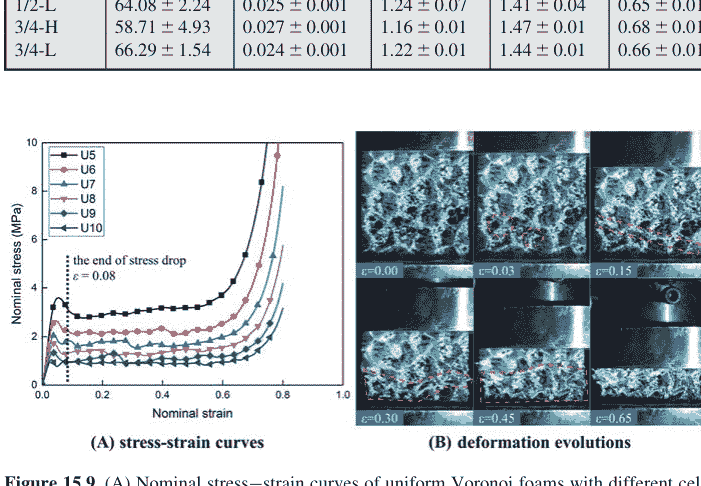 1/2-L 64.08 ± 2.24 0.025 ± 0.001 1.24 ± 0.07 1.41 ± 0.04 0.65 ± 0.01
3/4-H 58.71 ± 4.93 0.027 ± 0.001 1.16 ± 0.01 1.47 ± 0.01 0.68 ± 0.01
3/4-L 66.29 ± 1.54 0.024 ± 0.001 1.22 ± 0.01 1.44 ± 0.01 0.66 ± 0.01
10
8
6
4
2
0
Nominal stress (MPa)
U5
U6
U7
U8
U9
U10
the end of stress drop
ε = 0.08
0.0 0.2 0.4 0.6 0.8 1.0
Nominal strain
(A) stress-strain curves
ε=0.00 ε=0.03 ε=0.15
ε=0.30 ε=0.45 ε=0.65
(B) deformation evolutions
Figure 15.9 (A) Nominal stress−strain curves of uniform Voronoi foams with different cel